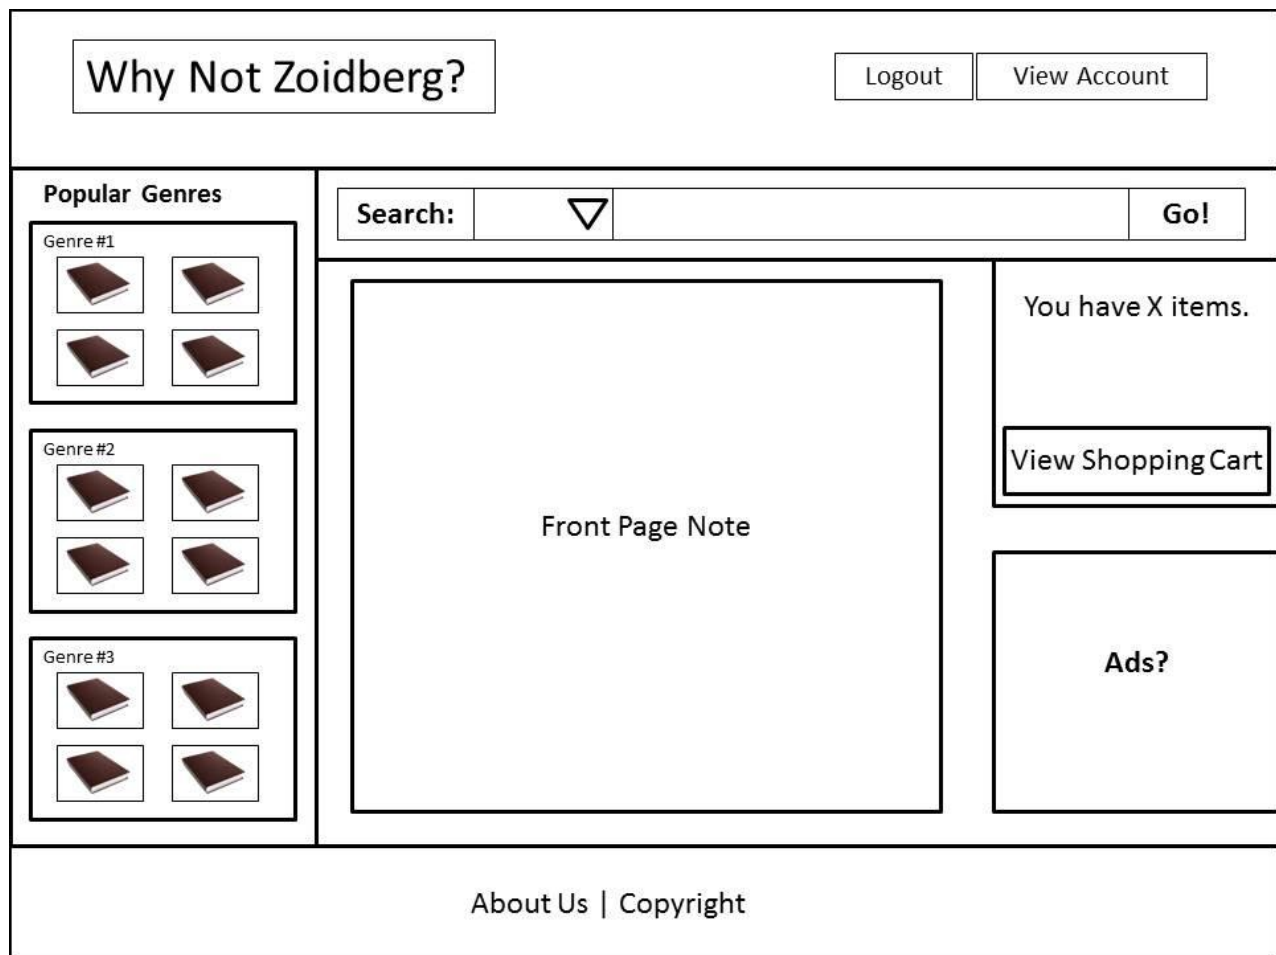 Why Not Zoidberg?
Logout
View Account
Popular Genres
Genre #1
Genre #2
Genre #3
Search:
Go!
Front Page Note
You have X items.
View Shopping Cart
Ads?
About Us | Copyright